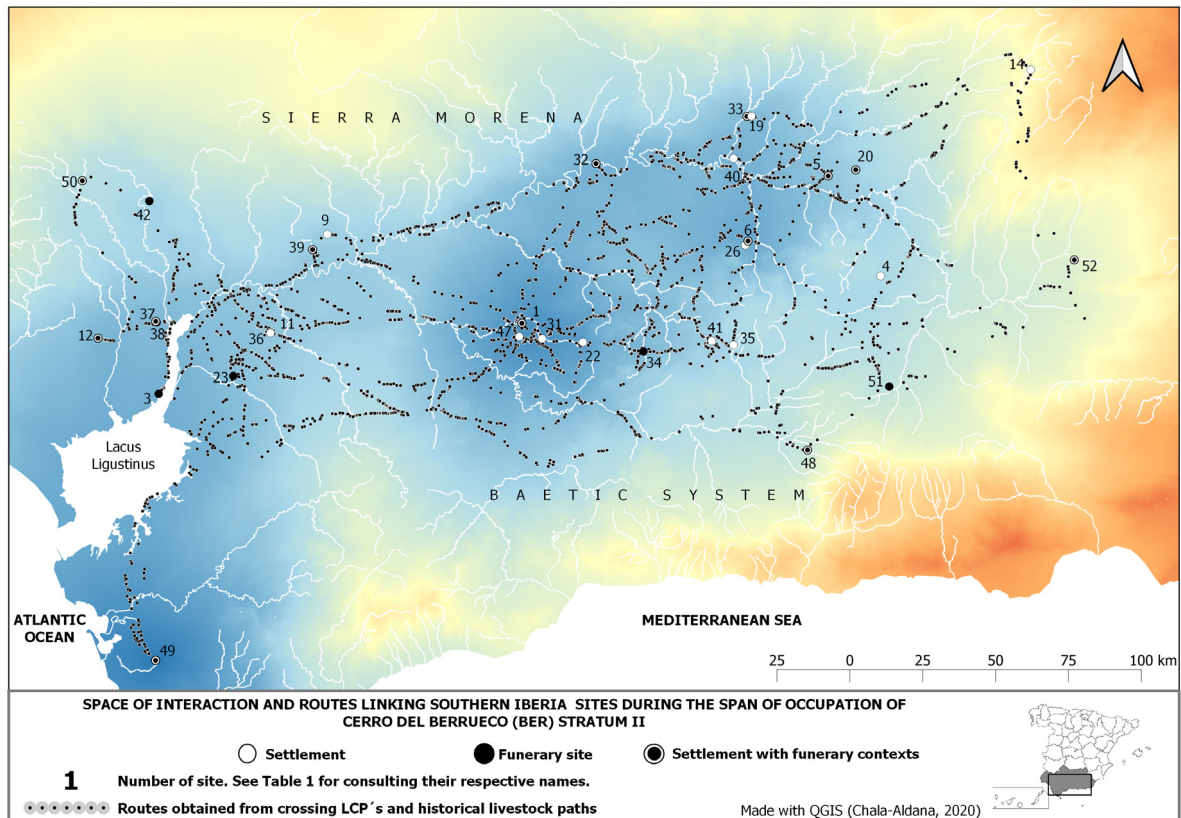 14
SIERRA MORENA
33
19
32
50
42
40
5
20
9
39
6
26
4
52
37
38
12
11
36
1
47
31
22
34
41
35
23
3
51
Lacus
Ligustinus
48
BAETIC SYSTEM
ATLANTIC
OCEAN
MEDITERRANEAN SEA
49
25 0 25 50 75 100 km
SPACE OF INTERACTION AND ROUTES LINKING SOUTHERN IBERIA SITES DURING THE SPAN OF OCCUPATION OF
CERRO DEL BERRUECO (BER) STRATUM II
Settlement Funerary site Settlement with funerary contexts
1 Number of site. See Table 1 for consulting their respective names.
Routes obtained from crossing LCP´s and historical livestock paths
Made with QGIS (Chala-Aldana, 2020)